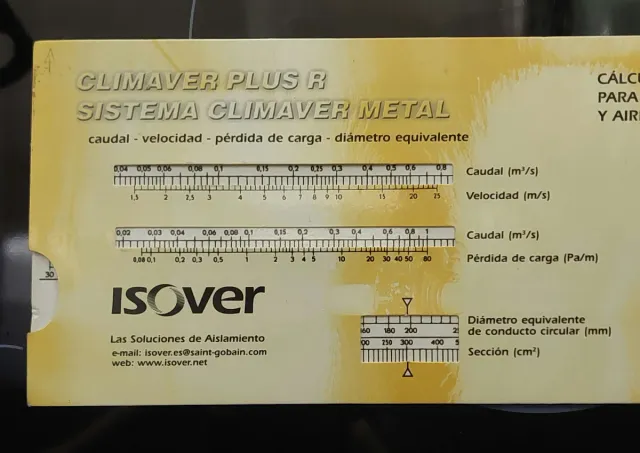 CLIMAVER PLUS R
SISTEMA CLIMAVER METAL
caudal - velocidad - pérdida de carga - diámetro equivalente
CÁLCU
PARA
Y AIRE
0,04 0,05 0,06 0,08 0,1 0,15 0,2 0,25 0,3 0,4 0,5 0,6 0,8 Caudal (m³/s)
1,5 2 2,5 3 4 5 6 7 8 9 10 15 20 25 Velocidad (m/s)
0,02 0,03 0,04 0,06 0,08 0,1 0,15 0,2 0,3 0,4 0,6 0,8 1 Caudal (m³/s)
0,08 0,1 0,2 0,3 0,5 1 2 3 4 5 10 20 30 40 50 60 Pérdida de carga (Pa/m)
30
ISOVER
Las Soluciones de Aislamiento
e-mail: isover.es@saint-gobain.com
web: www.isover.net
160 180 200 Diámetro equivalente
de conducto circular (mm)
300 400 5 Sección (cm²)